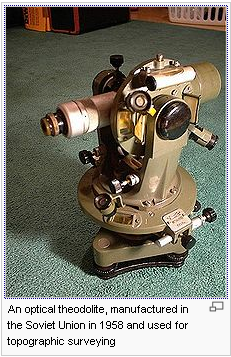 An optical theodolite, manufactured in
the Soviet Union in 1958 and used for
topographic surveying